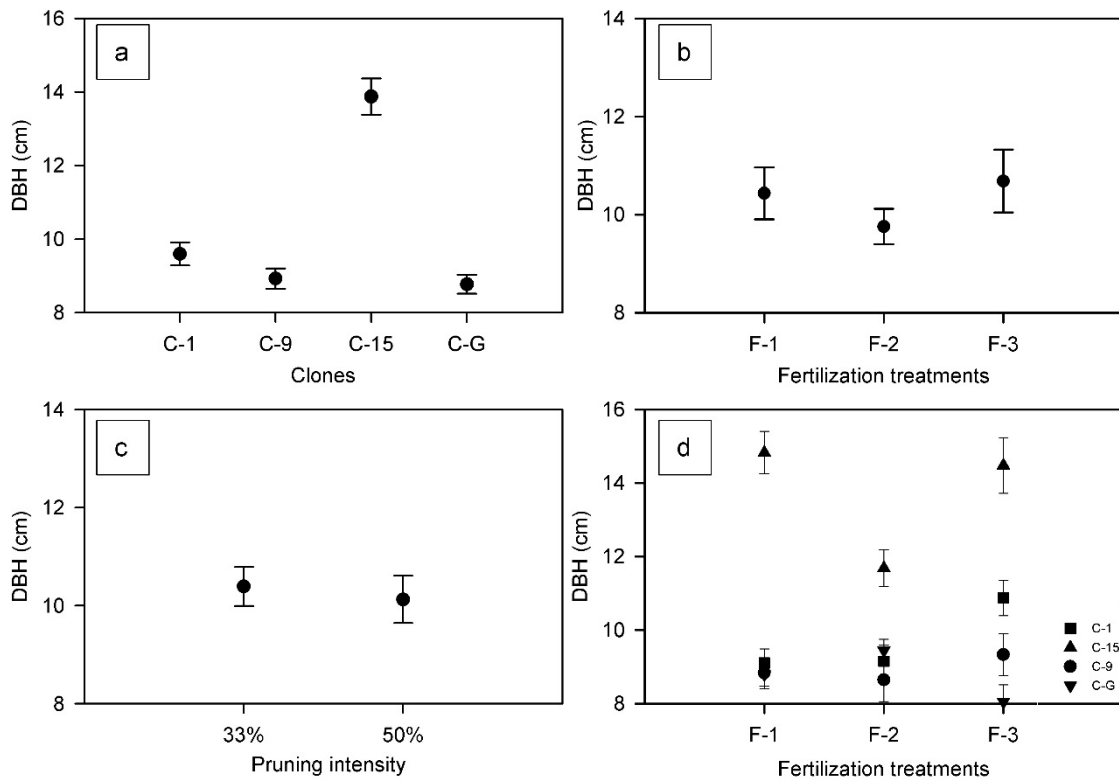 a
DBH (cm)
16
14
12
10
8
C-1 C-9 C-15 C-G
Clones
b
DBH (cm)
14
12
10
8
F-1 F-2 F-3
Fertilization treatments
c
DBH (cm)
14
12
10
8
33% 50%
Pruning intensity
d
DBH (cm)
16
14
12
10
8
F-1 F-2 F-3
Fertilization treatments
C-1
C-15
C-9
C-G